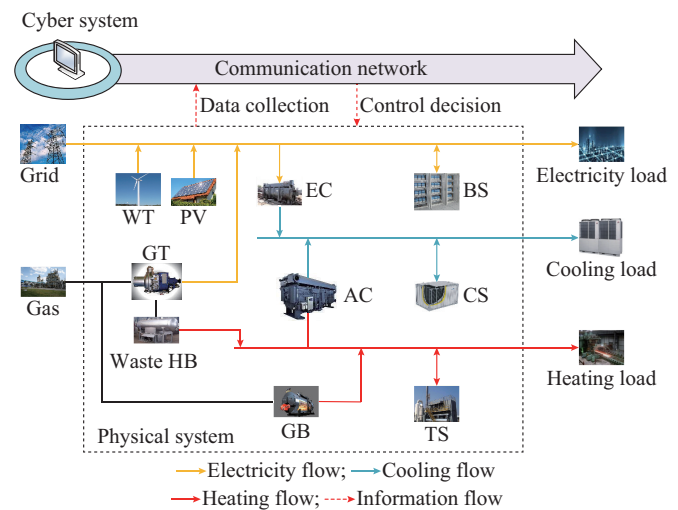 Cyber system
Communication network
Data collection
Control decision
Grid
WT
PV
EC
BS
Electricity load
GT
Gas
AC
CS
Cooling load
Waste HB
Heating load
GB
TS
Physical system
Electricity flow; Cooling flow
Heating flow; Information flow